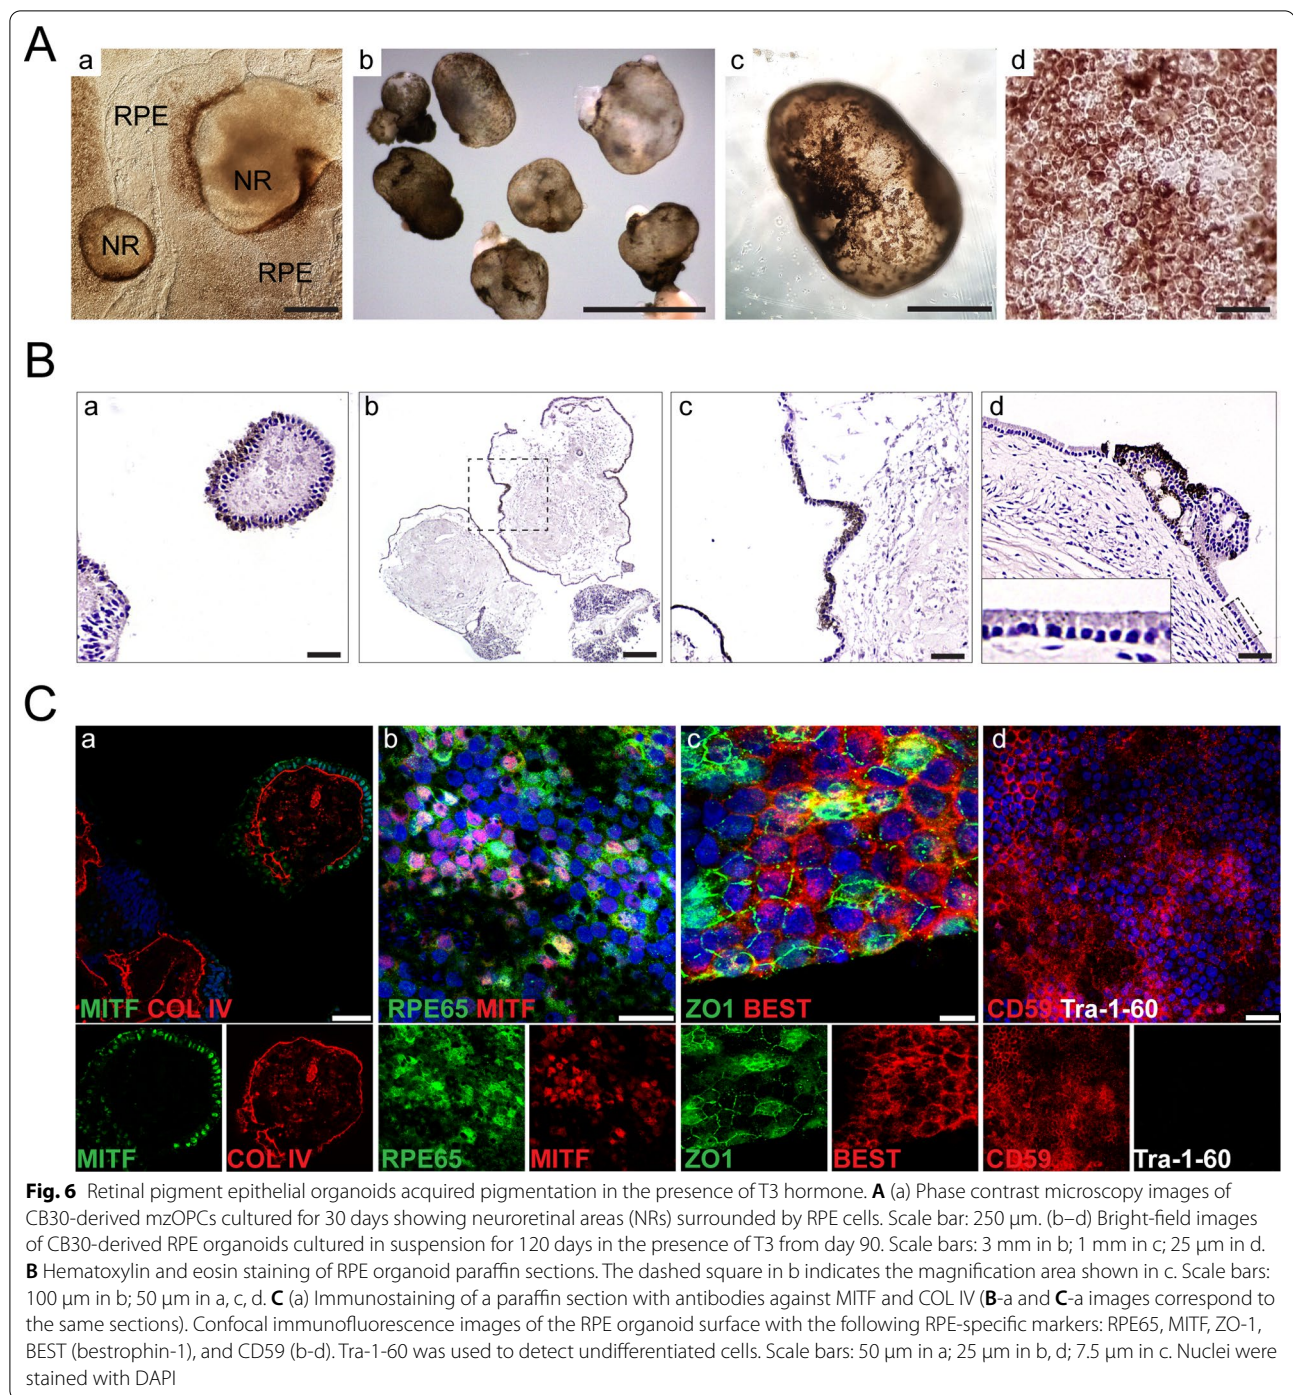 A
a
RPE
NR
NR
RPE
b
c
d
B
a
b
c
d
C
a
MITF COL IV
b
RPE65 MITF
c
ZO1 BEST
d
CD59 Tra-1-60
MITF
COL IV
RPE65
MITF
ZO1
BEST
CD59
Tra-1-60
Fig. 6 Retinal pigment epithelial organoids acquired pigmentation in the presence of T3 hormone. A (a) Phase contrast microscopy images of
CB30-derived mzOPCs cultured for 30 days showing neuroretinal areas (NRs) surrounded by RPE cells. Scale bar: 250 µm. (b–d) Bright-field images
of CB30-derived RPE organoids cultured in suspension for 120 days in the presence of T3 from day 90. Scale bars: 3 mm in b; 1 mm in c; 25 µm in d.
B Hematoxylin and eosin staining of RPE organoid paraffin sections. The dashed square in b indicates the magnification area shown in c. Scale bars:
100 µm in b; 50 µm in a, c, d. C (a) Immunostaining of a paraffin section with antibodies against MITF and COL IV (B-a and C-a images correspond to
the same sections). Confocal immunofluorescence images of the RPE organoid surface with the following RPE-specific markers: RPE65, MITF, ZO-1,
BEST (bestrophin-1), and CD59 (b-d). Tra-1-60 was used to detect undifferentiated cells. Scale bars: 50 µm in a; 25 µm in b, d; 7.5 µm in c. Nuclei were
stained with DAPI